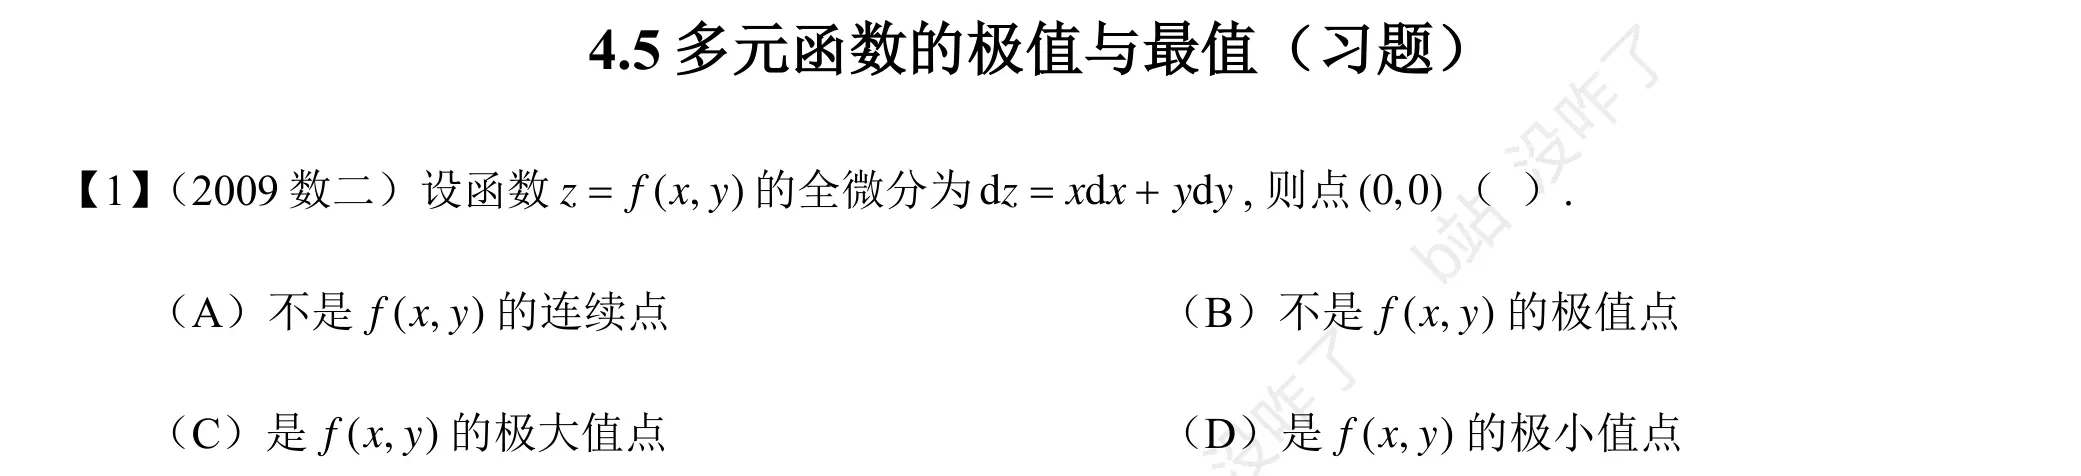 4.5 多元函数的极值与最值（习题）
【1】（2009 数二）设函数 z = f(x, y) 的全微分为 dz = xdx + ydy , 则点 (0,0) （ ）.
（A）不是 f(x, y) 的连续点 （B）不是 f(x, y) 的极值点
（C）是 f(x, y) 的极大值点 （D）是 f(x, y) 的极小值点
b站 没咋了
没咋了